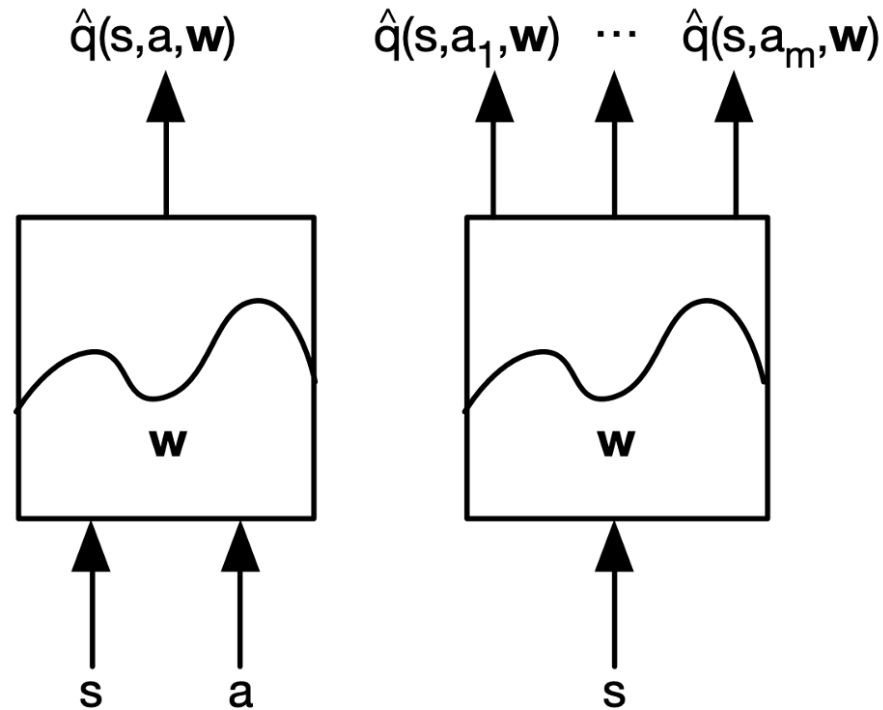 q̂(s,a,w) q̂(s,a₁,w) ··· q̂(s,aₘ,w)
w w
s a s